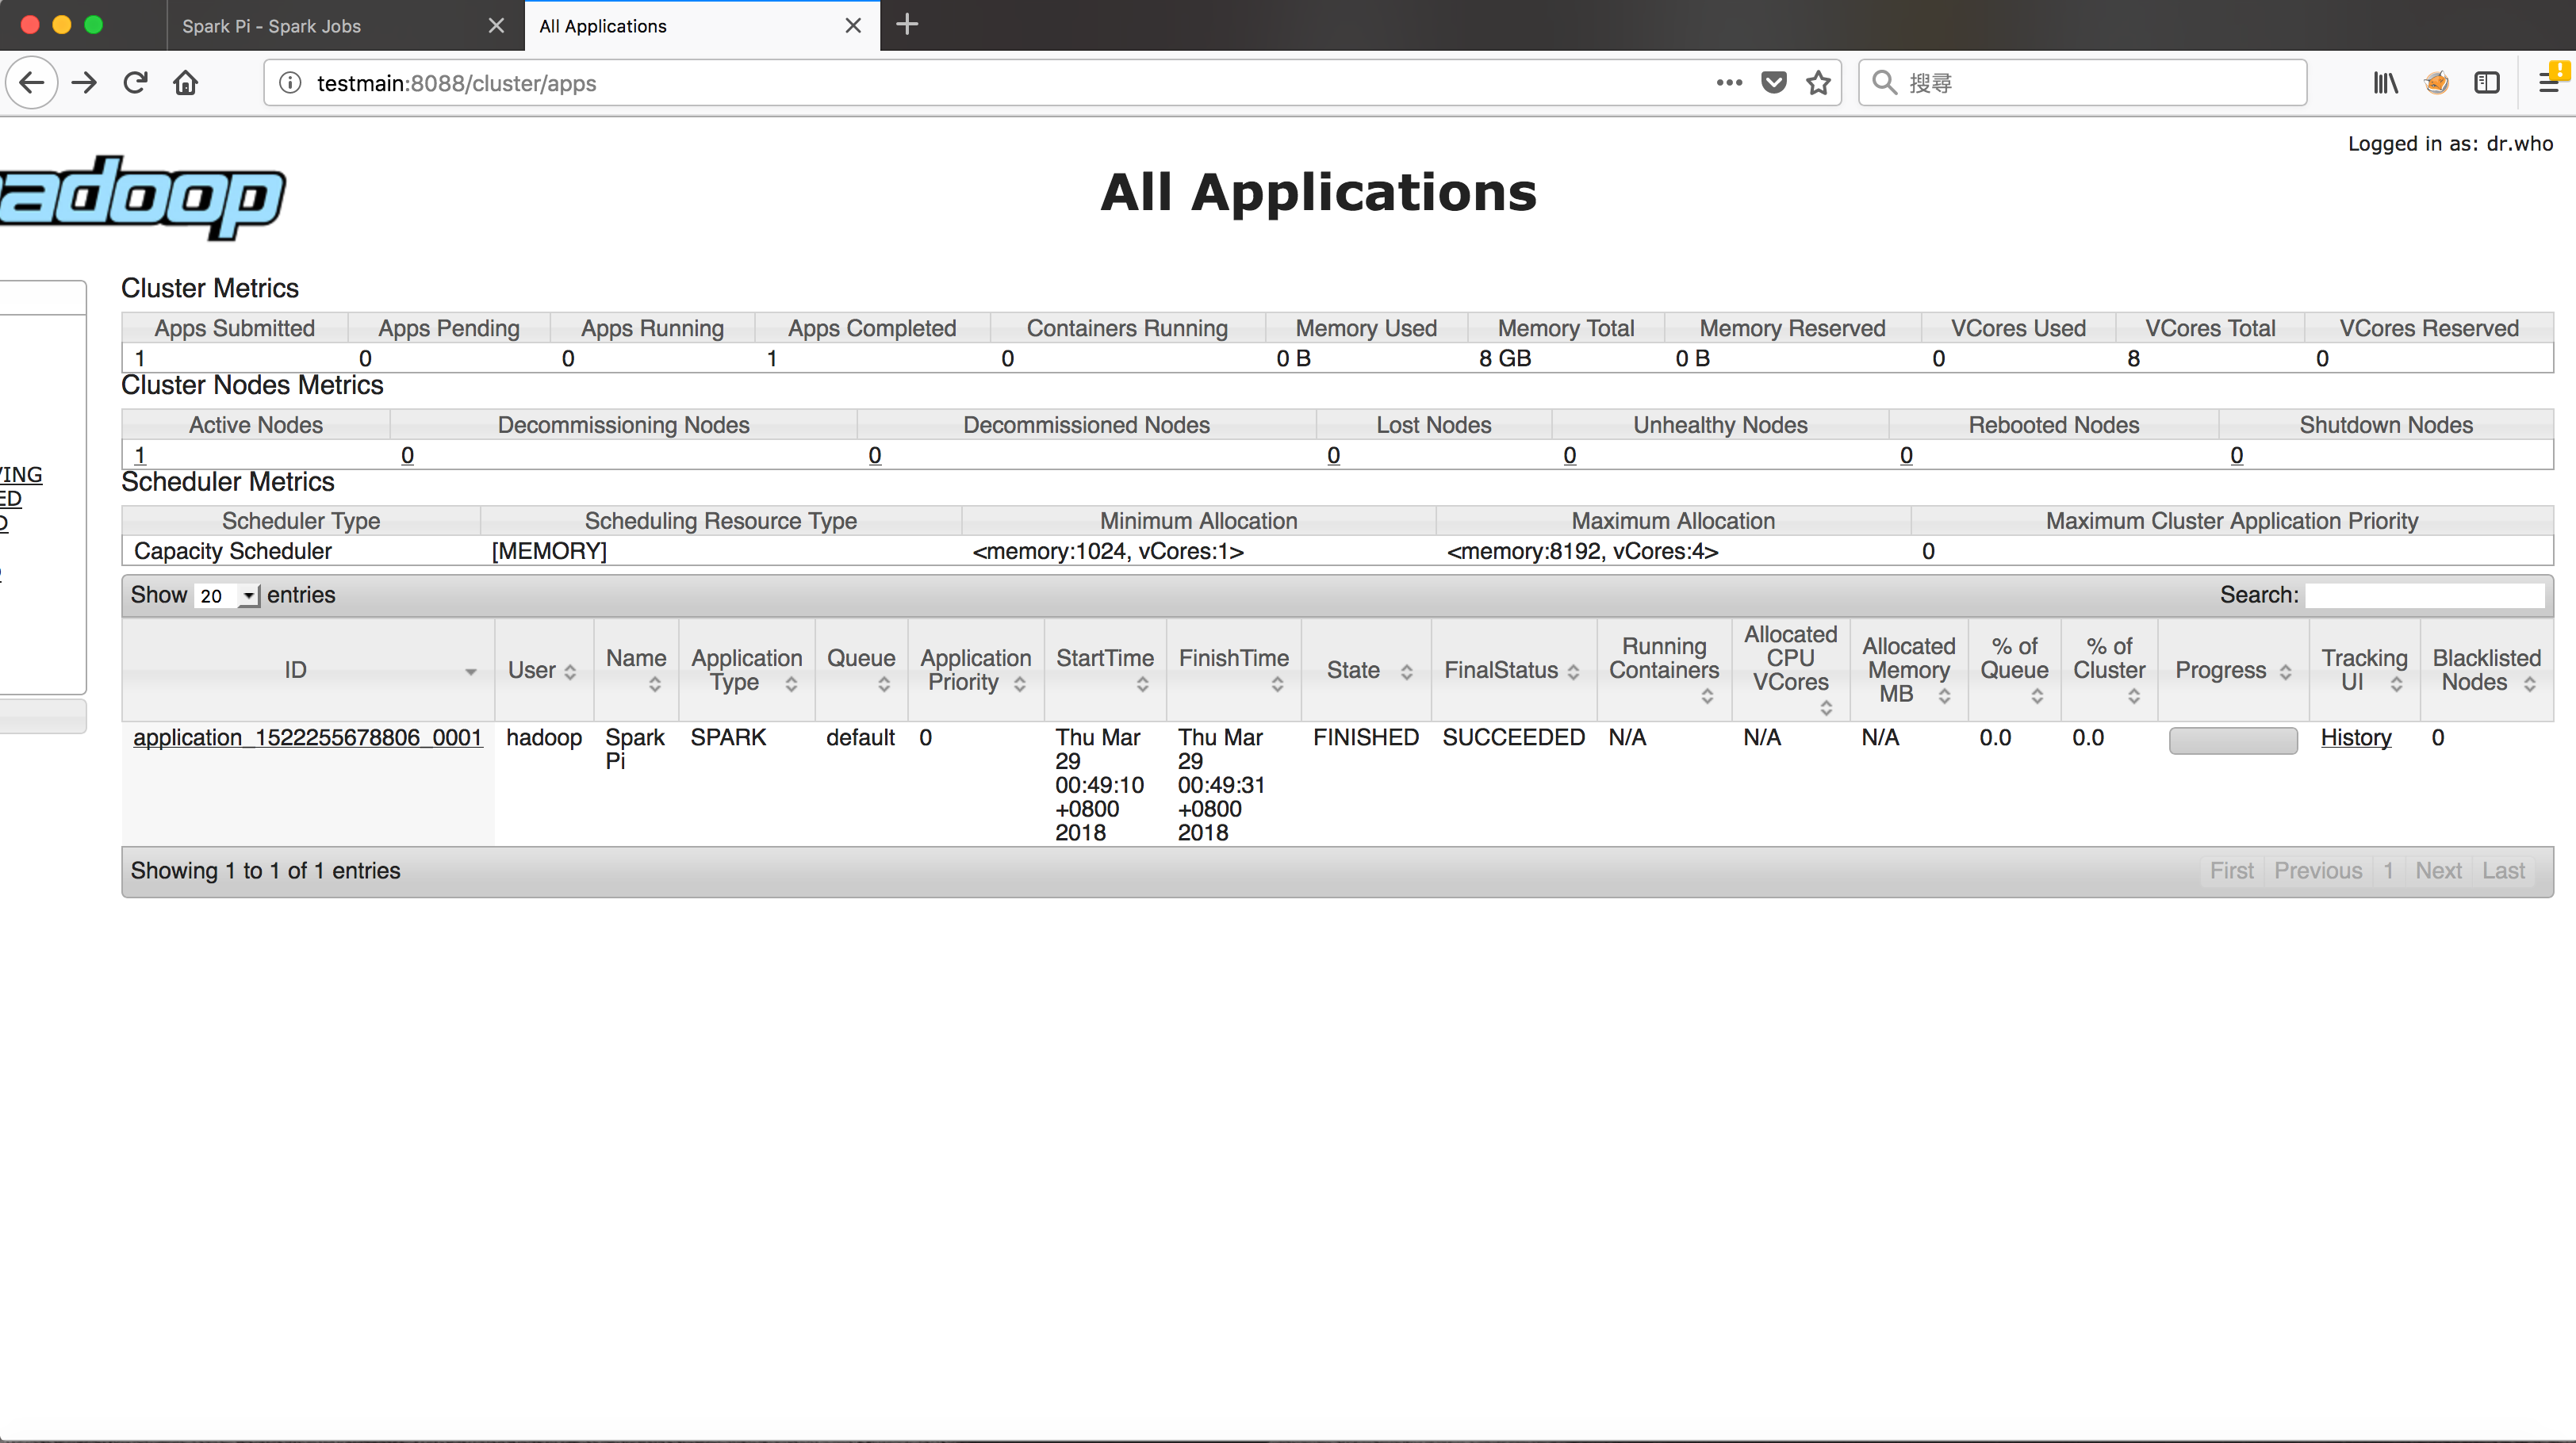 Spark Pi - Spark Jobs
All Applications
testmain:8088/cluster/apps
搜尋
Logged in as: dr.who
adoop
All Applications
Cluster Metrics
Apps Submitted Apps Pending Apps Running Apps Completed Containers Running Memory Used Memory Total Memory Reserved VCores Used VCores Total VCores Reserved
1 0 0 1 0 0 B 8 GB 0 B 0 8 0
Cluster Nodes Metrics
Active Nodes Decommissioning Nodes Decommissioned Nodes Lost Nodes Unhealthy Nodes Rebooted Nodes Shutdown Nodes
1 0 0 0 0 0 0
VING
ED
Scheduler Metrics
Scheduler Type Scheduling Resource Type Minimum Allocation Maximum Allocation Maximum Cluster Application Priority
Capacity Scheduler [MEMORY] <memory:1024, vCores:1> <memory:8192, vCores:4> 0
Show 20 entries Search:
ID User Name Application Type Queue Application Priority StartTime FinishTime State FinalStatus Running Containers Allocated CPU VCores Allocated Memory MB % of Queue % of Cluster Progress Tracking UI Blacklisted Nodes
application_1522255678806_0001 hadoop Spark Pi SPARK default 0 Thu Mar 29 00:49:10 +0800 2018 Thu Mar 29 00:49:31 +0800 2018 FINISHED SUCCEEDED N/A N/A N/A 0.0 0.0 History 0
Showing 1 to 1 of 1 entries First Previous 1 Next Last